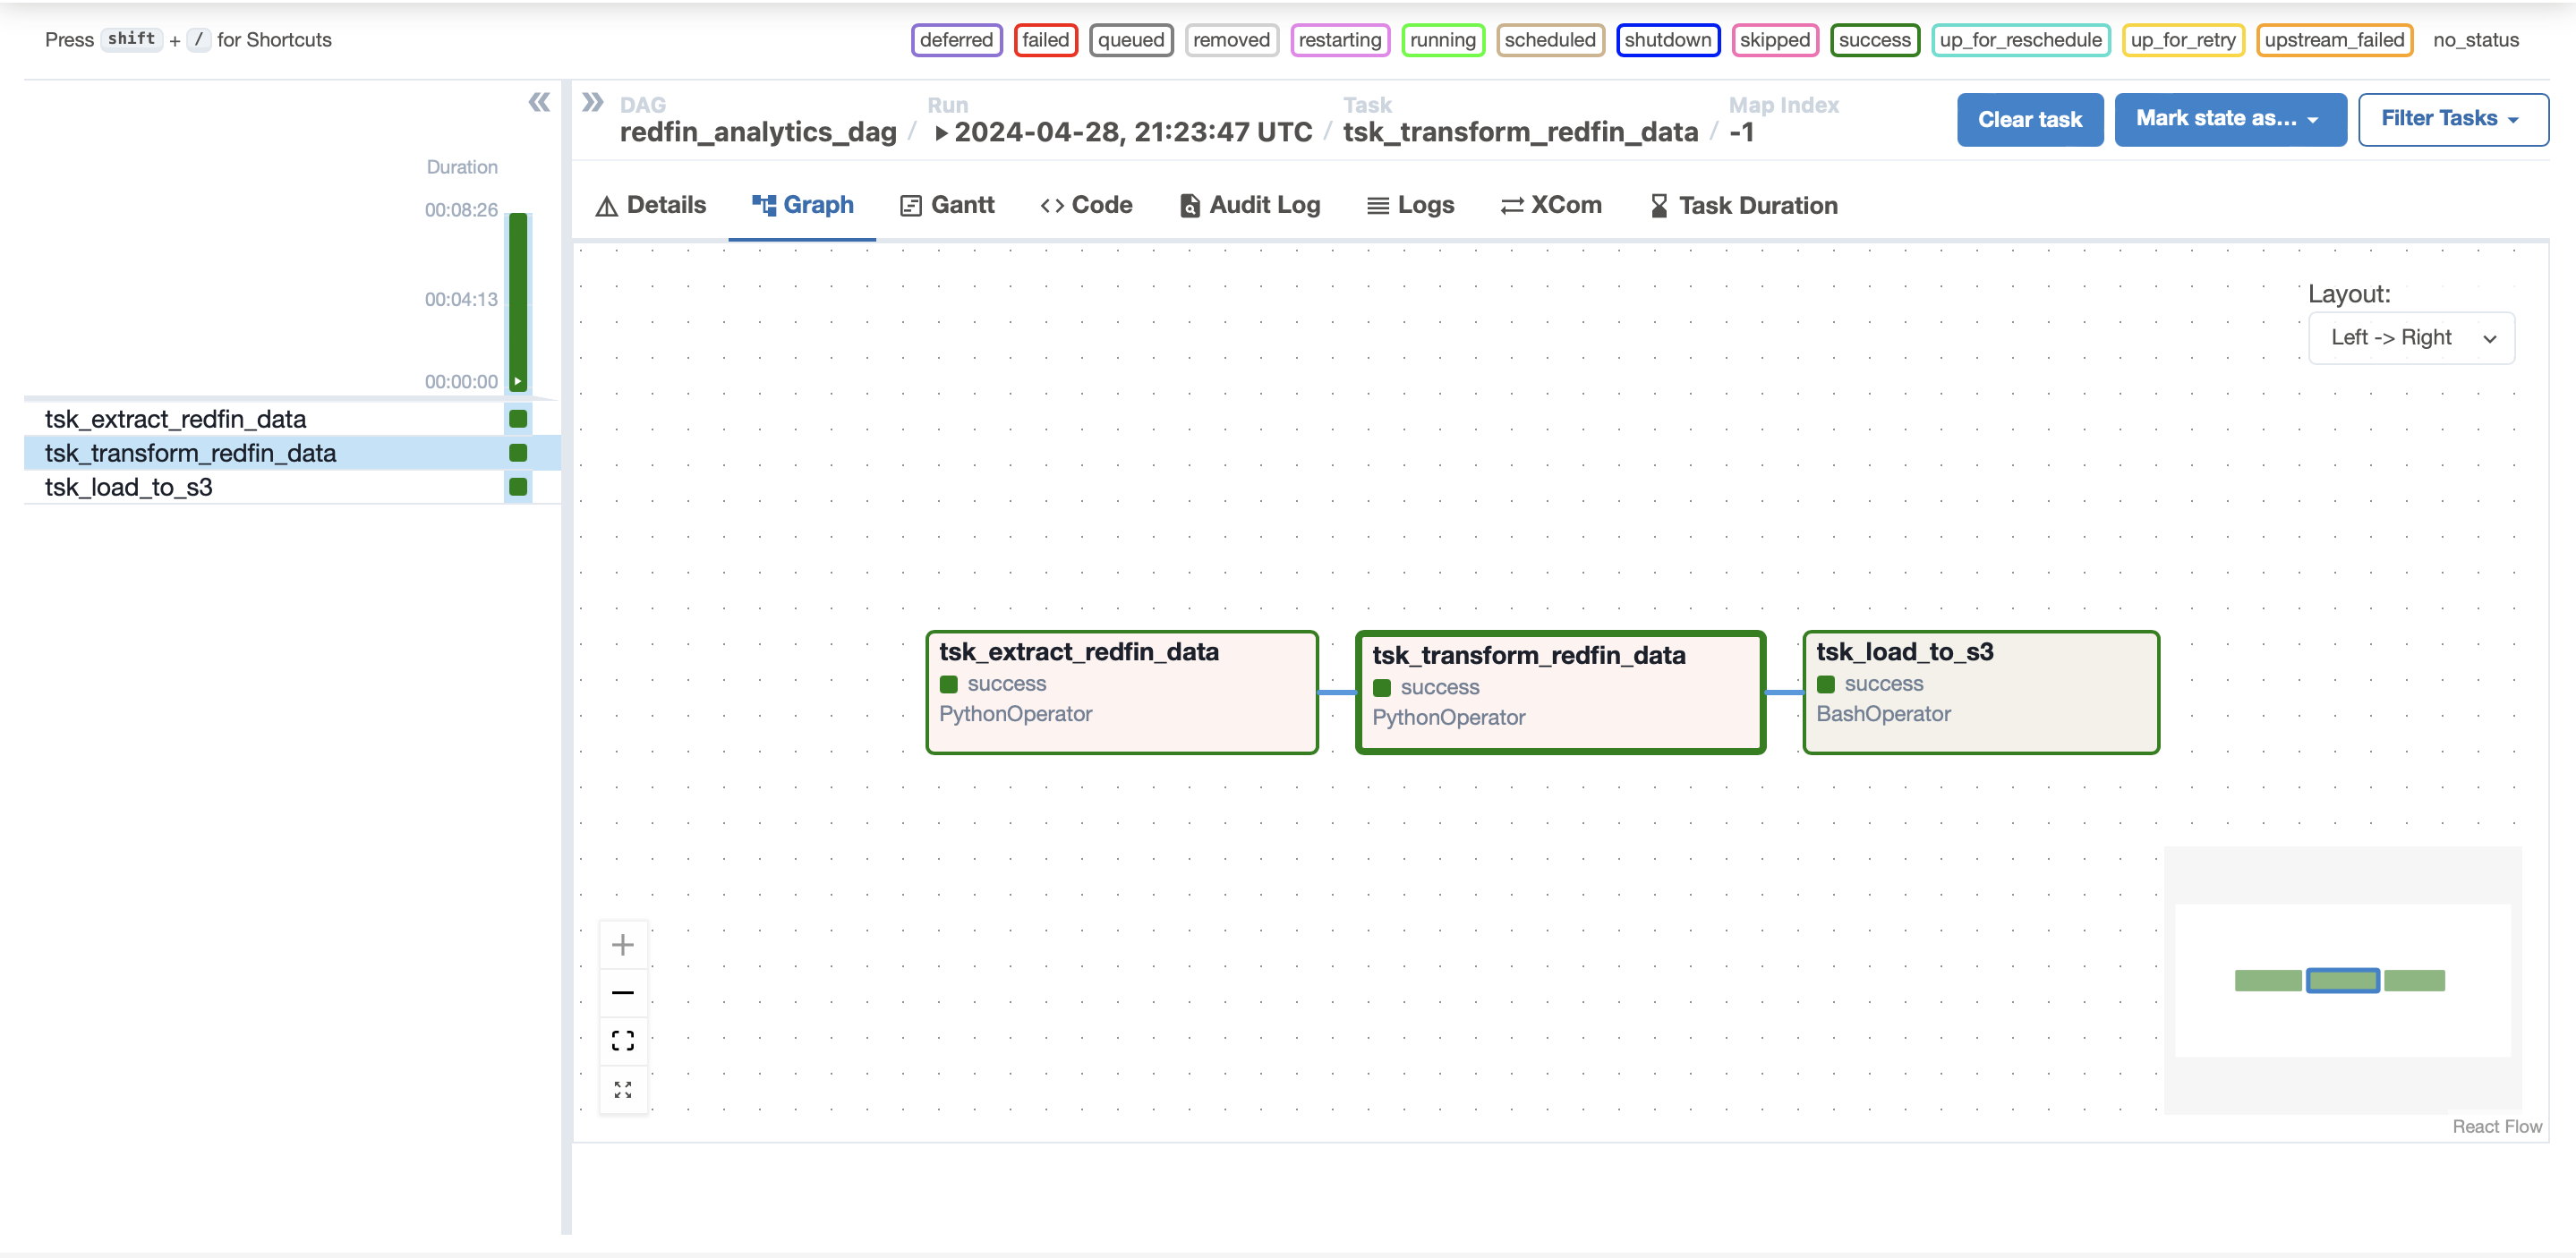 Press shift + / for Shortcuts
deferred failed queued removed restarting running scheduled shutdown skipped success up_for_reschedule up_for_retry upstream_failed no_status
DAG Run Task Map Index
redfin_analytics_dag / 2024-04-28, 21:23:47 UTC / tsk_transform_redfin_data / -1
Clear task Mark state as... Filter Tasks
Duration
00:08:26
00:04:13
00:00:00
tsk_extract_redfin_data
tsk_transform_redfin_data
tsk_load_to_s3
Details Graph Gantt Code Audit Log Logs XCom Task Duration
Layout:
Left -> Right
tsk_extract_redfin_data
success
PythonOperator
tsk_transform_redfin_data
success
PythonOperator
tsk_load_to_s3
success
BashOperator
React Flow